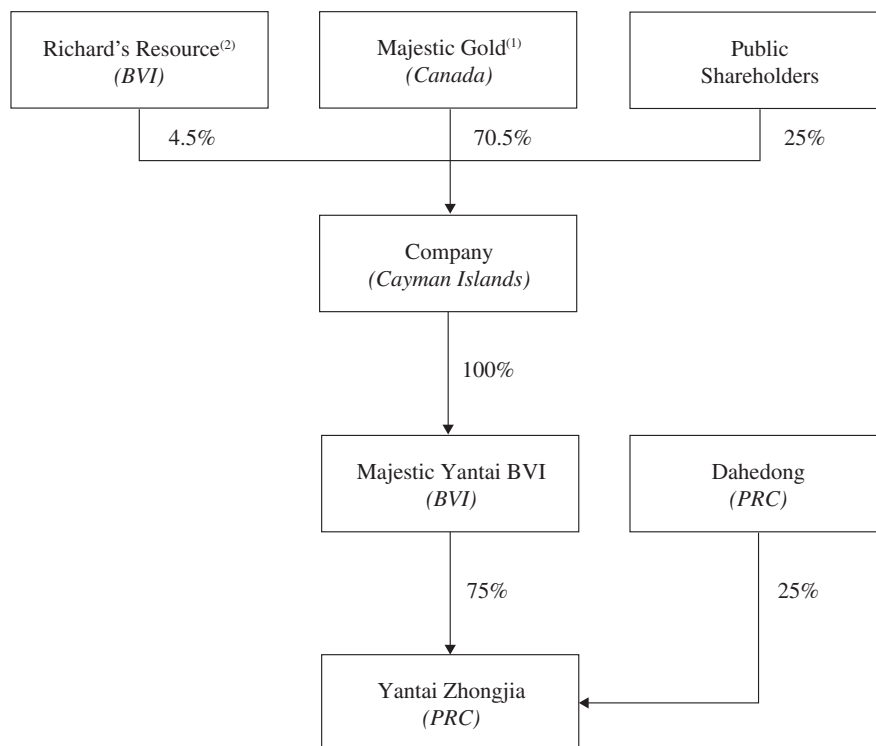 Richard’s Resource(2)
(BVI)
Majestic Gold(1)
(Canada)
Public
Shareholders
4.5%
70.5%
25%
Company
(Cayman Islands)
100%
Majestic Yantai BVI
(BVI)
Dahedong
(PRC)
75%
25%
Yantai Zhongjia
(PRC)